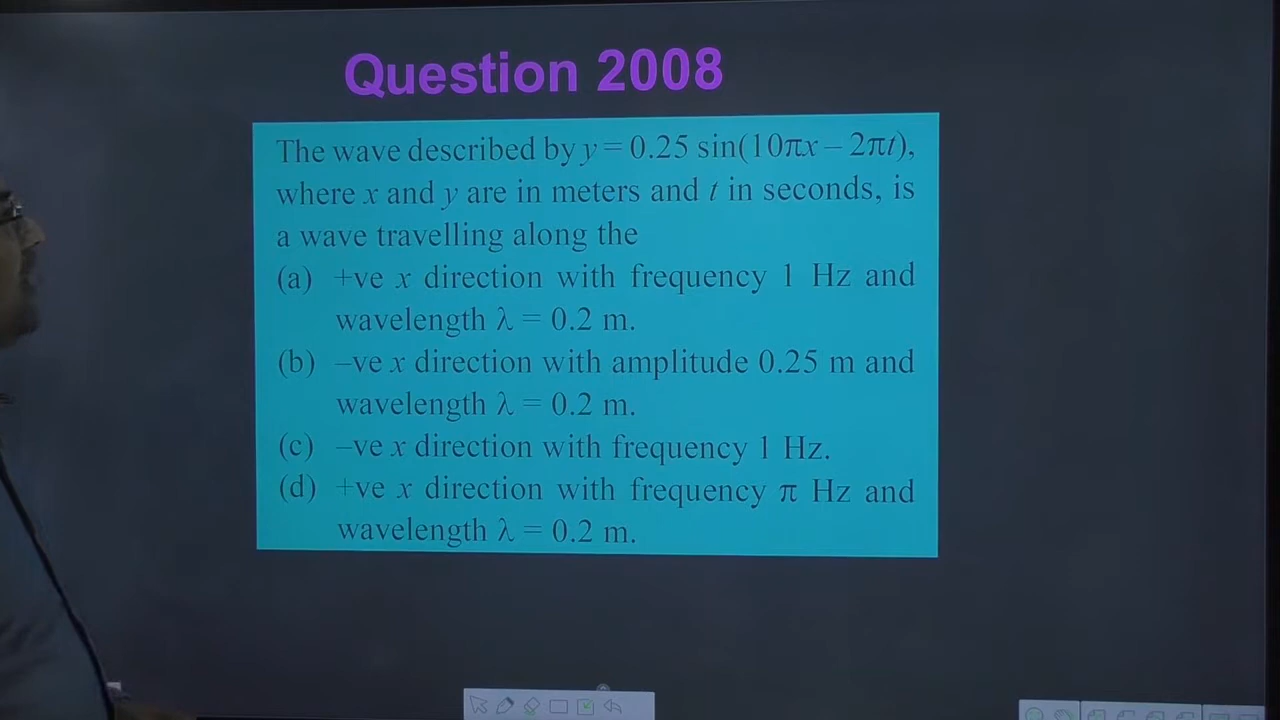 Question 2008
The wave described by y = 0.25 sin(10πx – 2πt),
where x and y are in meters and t in seconds, is
a wave travelling along the
(a) +ve x direction with frequency 1 Hz and
wavelength λ = 0.2 m.
(b) –ve x direction with amplitude 0.25 m and
wavelength λ = 0.2 m.
(c) –ve x direction with frequency 1 Hz.
(d) +ve x direction with frequency π Hz and
wavelength λ = 0.2 m.